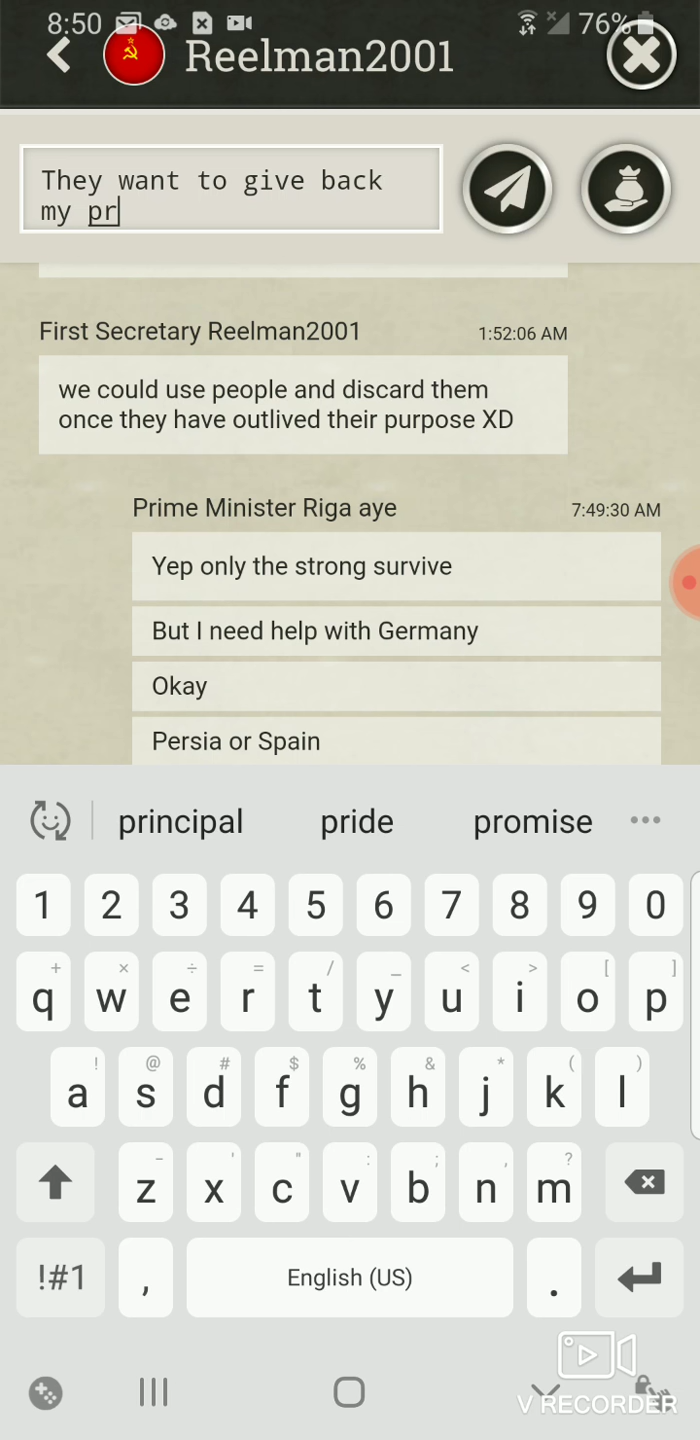 8:50 76%
Reelman2001
They want to give back
my pr
First Secretary Reelman2001 1:52:06 AM
we could use people and discard them
once they have outlived their purpose XD
Prime Minister Riga aye 7:49:30 AM
Yep only the strong survive
But I need help with Germany
Okay
Persia or Spain
principal pride promise •••
1 2 3 4 5 6 7 8 9 0
+ × ÷ = / _ < > [ ]
q w e r t y u i o p
! @ # $ % & * ( )
a s d f g h j k l
- ' " : ; , ?
z x c v b n m
!#1 , English (US) .
V RECORDER